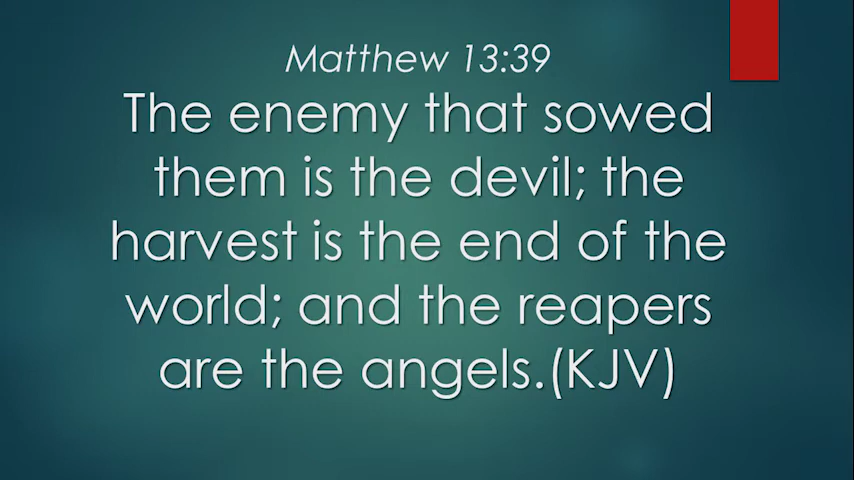 Matthew 13:39
The enemy that sowed
them is the devil; the
harvest is the end of the
world; and the reapers
are the angels.(KJV)